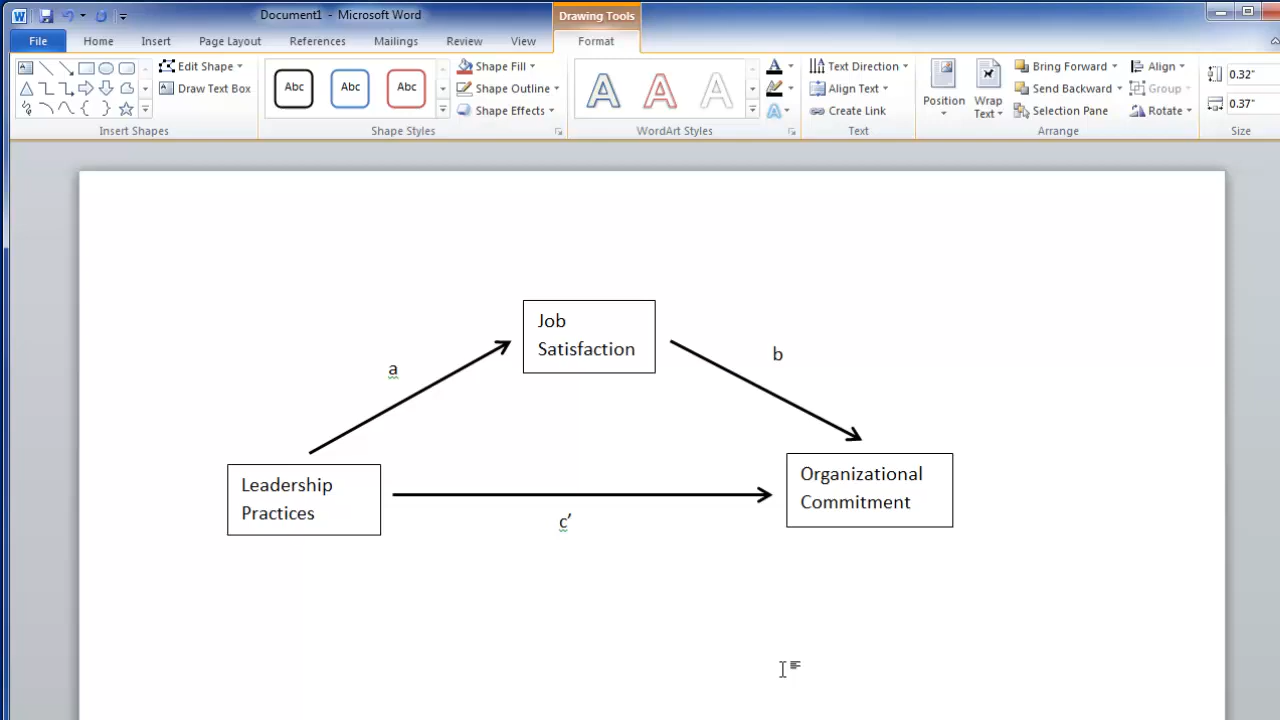 Document1 - Microsoft Word
Drawing Tools
File Home Insert Page Layout References Mailings Review View Format
Edit Shape
Draw Text Box
Insert Shapes
Abc Abc Abc
Shape Fill
Shape Outline
Shape Effects
Shape Styles
A A A
WordArt Styles
Text Direction
Align Text
Create Link
Text
Position
Wrap
Text
Bring Forward
Send Backward
Selection Pane
Align
Group
Rotate
Arrange
0.32"
0.37"
Size
Job
Satisfaction
a
b
Leadership
Practices
Organizational
Commitment
c’